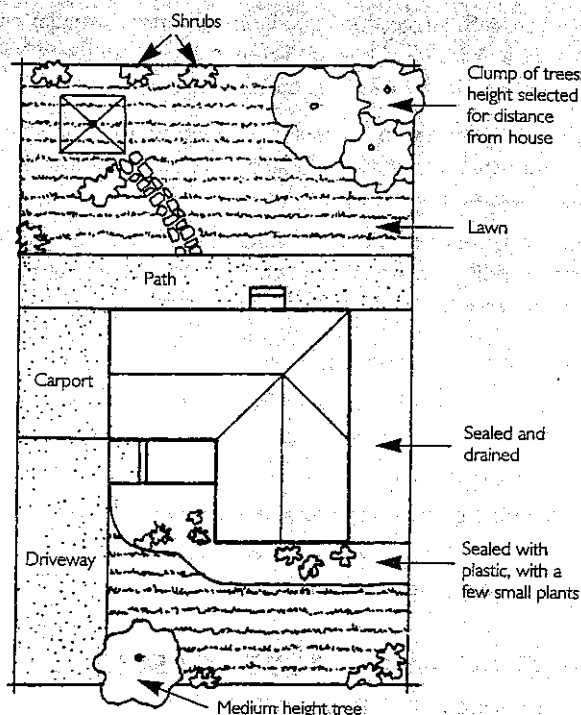 Shrubs
Clump of trees:
height selected
for distance
from house
Lawn
Path
Carport
Sealed and
drained
Driveway
Sealed with
plastic, with a
few small plants
Medium height tree